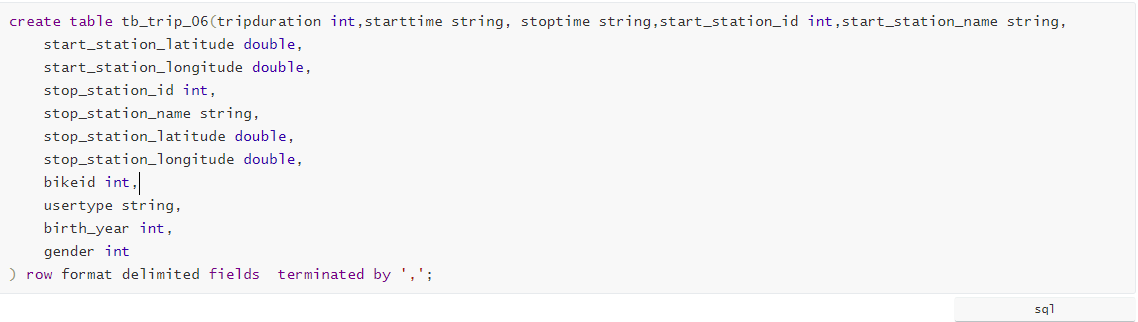 create table tb_trip_06(tripduration int,starttime string, stoptime string,start_station_id int,start_station_name string,
    start_station_latitude double,
    start_station_longitude double,
    stop_station_id int,
    stop_station_name string,
    stop_station_latitude double,
    stop_station_longitude double,
    bikeid int,
    usertype string,
    birth_year int,
    gender int
) row format delimited fields  terminated by ',';
sql